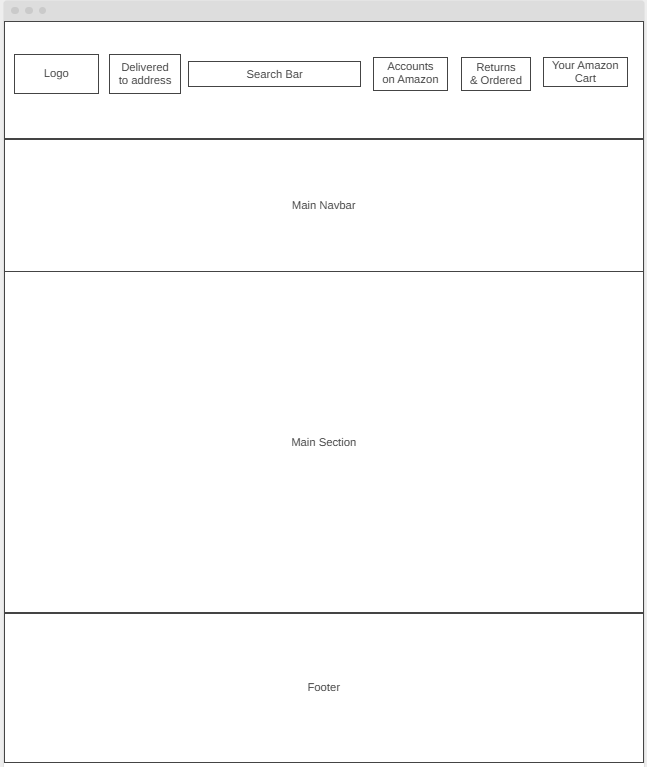 Logo
Delivered
to address
Search Bar
Accounts
on Amazon
Returns
& Ordered
Your Amazon
Cart
Main Navbar
Main Section
Footer